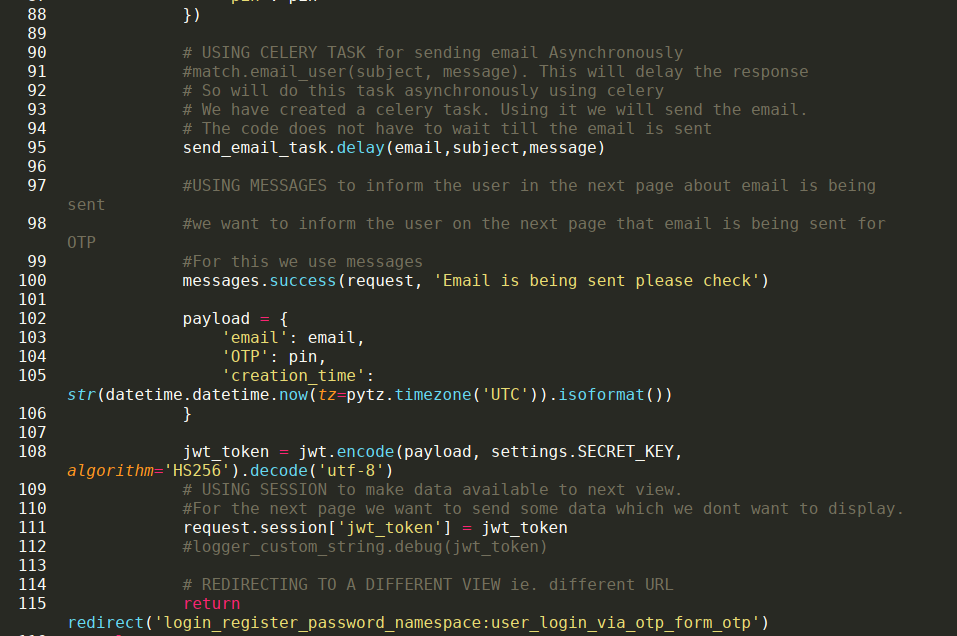 88 })
89
90 # USING CELERY TASK for sending email Asynchronously
91 #match.email_user(subject, message). This will delay the response
92 # So will do this task asynchronously using celery
93 # We have created a celery task. Using it we will send the email.
94 # The code does not have to wait till the email is sent
95 send_email_task.delay(email,subject,message)
96
97 #USING MESSAGES to inform the user in the next page about email is being
sent
98 #we want to inform the user on the next page that email is being sent for
OTP
99 #For this we use messages
100 messages.success(request, 'Email is being sent please check')
101
102 payload = {
103 'email': email,
104 'OTP': pin,
105 'creation_time':
str(datetime.datetime.now(tz=pytz.timezone('UTC')).isoformat())
106 }
107
108 jwt_token = jwt.encode(payload, settings.SECRET_KEY,
algorithm='HS256').decode('utf-8')
109 # USING SESSION to make data available to next view.
110 #For the next page we want to send some data which we dont want to display.
111 request.session['jwt_token'] = jwt_token
112 #logger_custom_string.debug(jwt_token)
113
114 # REDIRECTING TO A DIFFERENT VIEW ie. different URL
115 return
redirect('login_register_password_namespace:user_login_via_otp_form_otp')